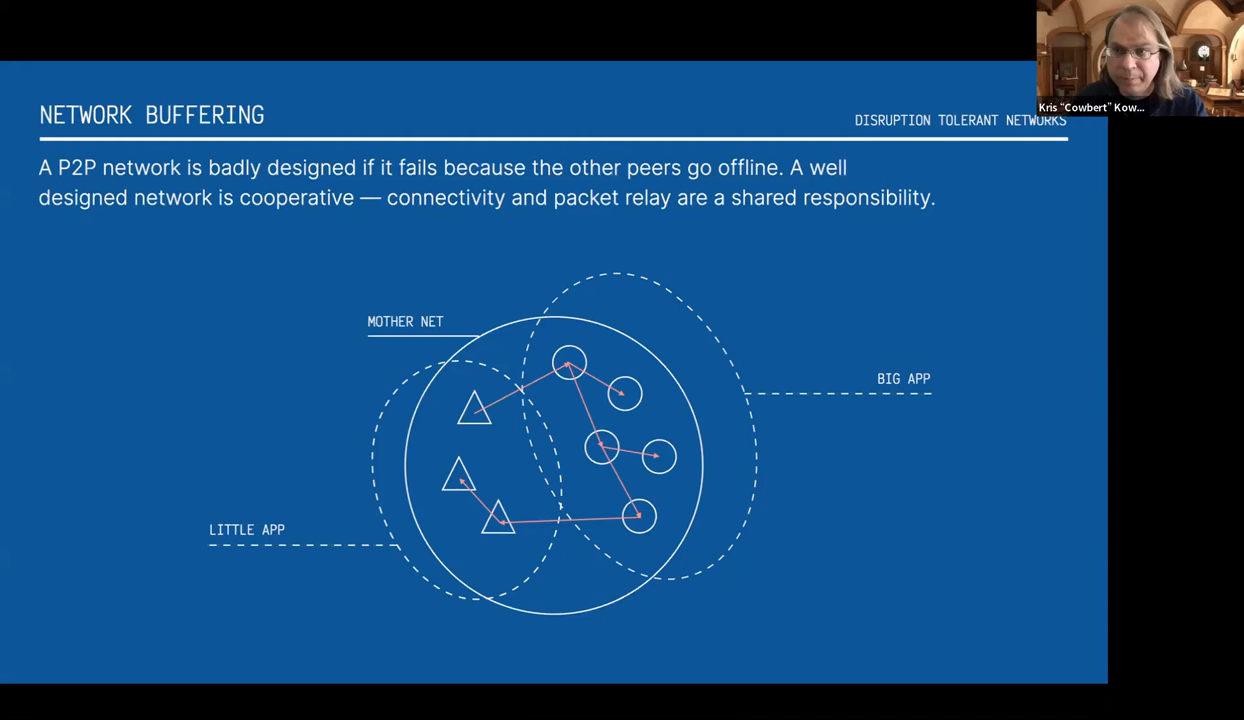 Kris "Cowbert" Kow...
NETWORK BUFFERING
DISRUPTION TOLERANT NETWORKS
A P2P network is badly designed if it fails because the other peers go offline. A well
designed network is cooperative — connectivity and packet relay are a shared responsibility.
MOTHER NET
BIG APP
LITTLE APP